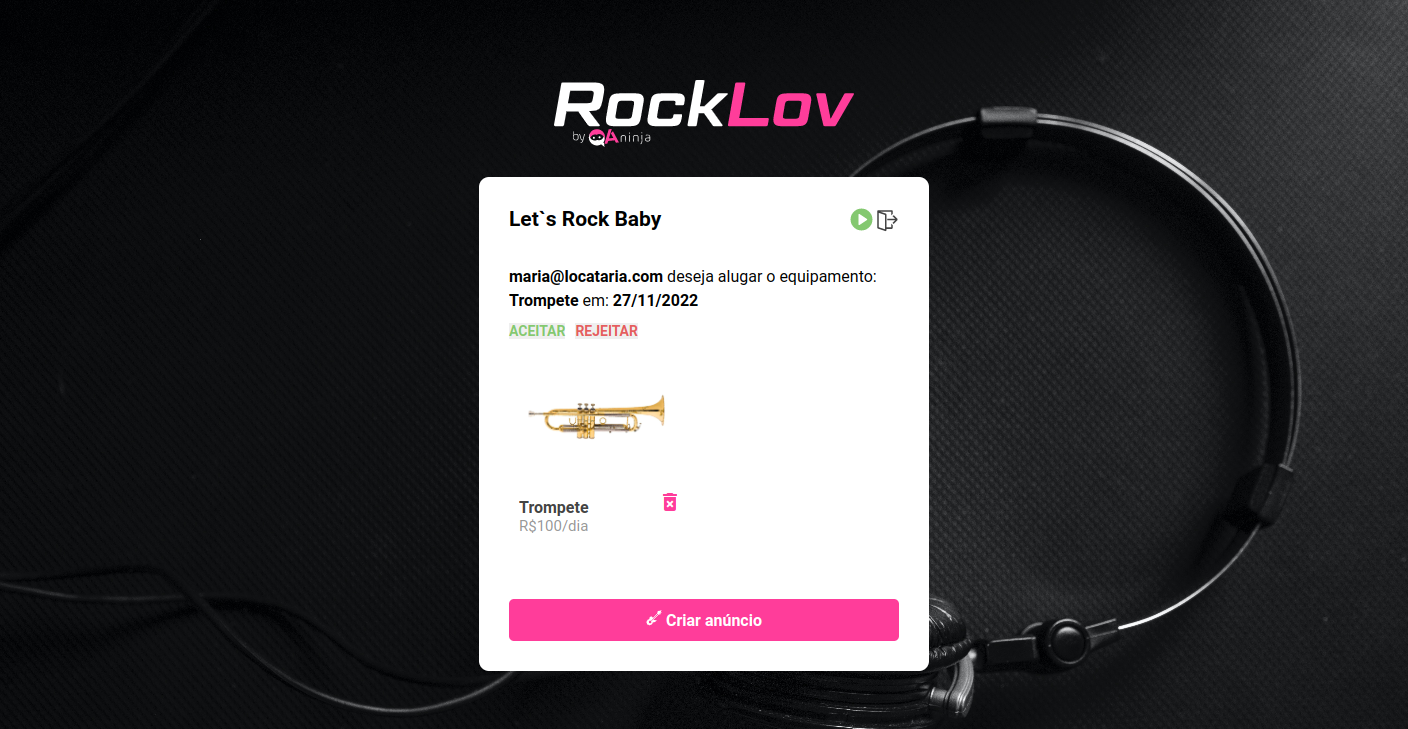 RockLov
by QAninja
Let`s Rock Baby
maria@locataria.com deseja alugar o equipamento:
Trompete em: 27/11/2022
ACEITAR REJEITAR
Trompete
R$100/dia
Criar anúncio